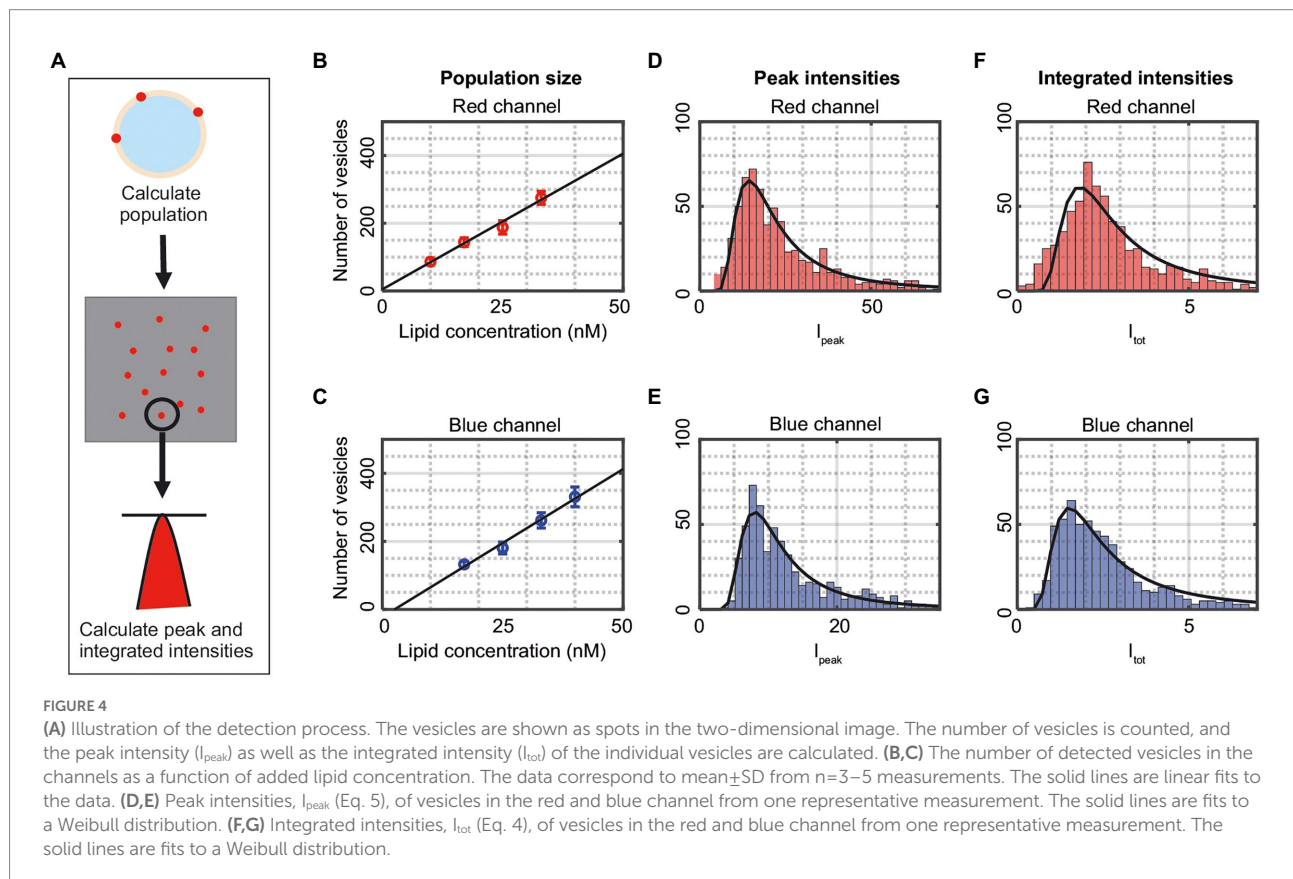 A
Calculate
population
Calculate peak and
integrated intensities
B
Population size
Red channel
Number of vesicles
400
200
0
0
25
50
Lipid concentration (nM)
C
Blue channel
Number of vesicles
400
200
0
0
25
50
Lipid concentration (nM)
D
Peak intensities
Red channel
100
50
0
0
50
I_peak
E
Blue channel
100
50
0
0
20
I_peak
F
Integrated intensities
Red channel
100
50
0
0
5
I_tot
G
Blue channel
100
50
0
0
5
I_tot
FIGURE 4
(A) Illustration of the detection process. The vesicles are shown as spots in the two-dimensional image. The number of vesicles is counted, and
the peak intensity (I_peak) as well as the integrated intensity (I_tot) of the individual vesicles are calculated. (B,C) The number of detected vesicles in the
channels as a function of added lipid concentration. The data correspond to mean±SD from n=3–5 measurements. The solid lines are linear fits to
the data. (D,E) Peak intensities, I_peak (Eq. 5), of vesicles in the red and blue channel from one representative measurement. The solid lines are fits to
a Weibull distribution. (F,G) Integrated intensities, I_tot (Eq. 4), of vesicles in the red and blue channel from one representative measurement. The
solid lines are fits to a Weibull distribution.